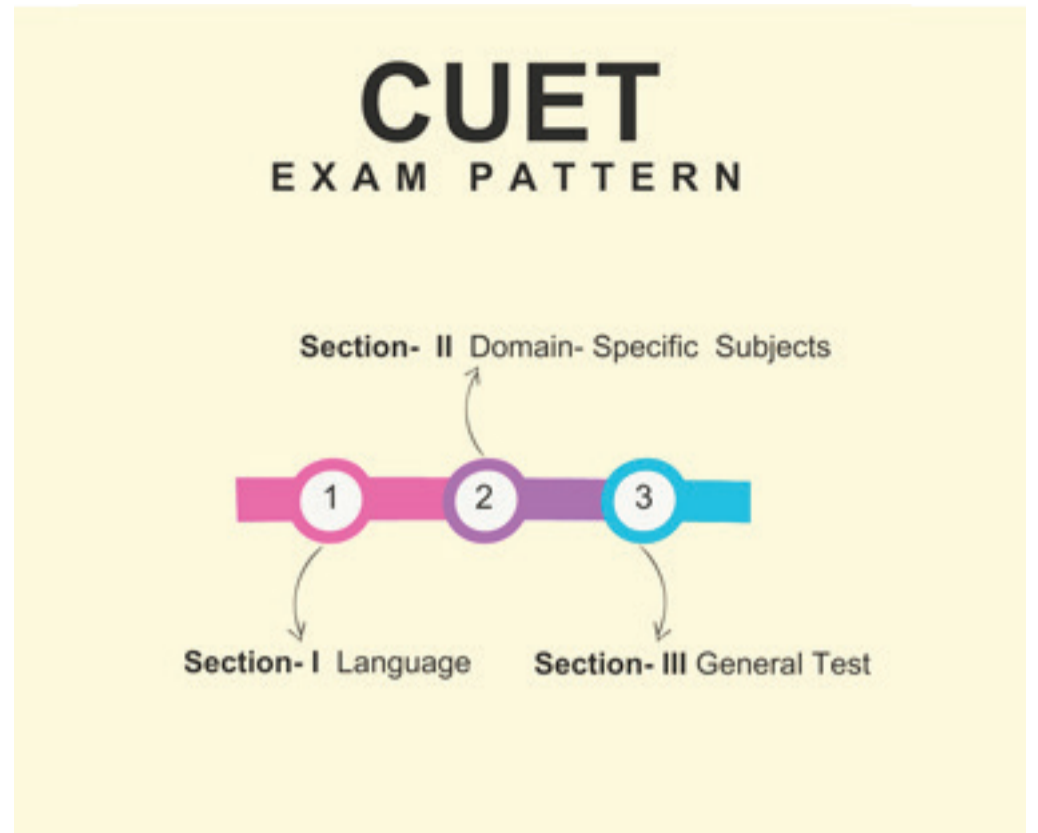 CUET
EXAM PATTERN
Section- II Domain- Specific Subjects
1 2 3
Section- I Language Section- III General Test